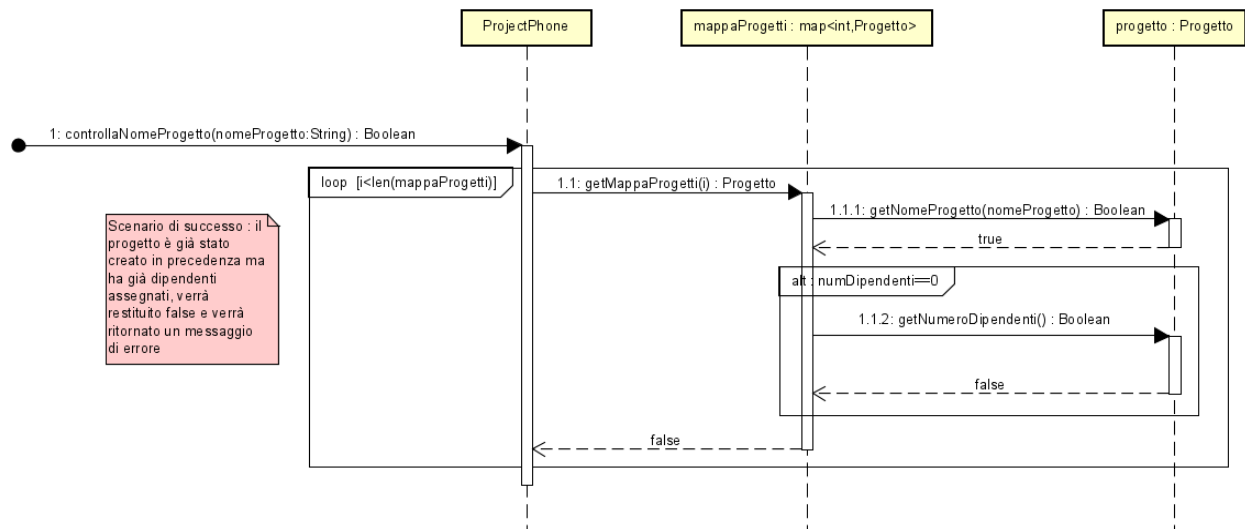 ProjectPhone
mappaProgetti : map<int,Progetto>
progetto : Progetto
1: controllaNomeProgetto(nomeProgetto:String) : Boolean
loop [i<len(mappaProgetti)]
1.1: getMappaProgetti(i) : Progetto
1.1.1: getNomeProgetto(nomeProgetto) : Boolean
true
Scenario di successo : il
progetto è già stato
creato in precedenza ma
ha già dipendenti
assegnati, verrà
restituito false e verrà
ritornato un messaggio
di errore
alt : numDipendenti==0
1.1.2: getNumeroDipendenti() : Boolean
false
false